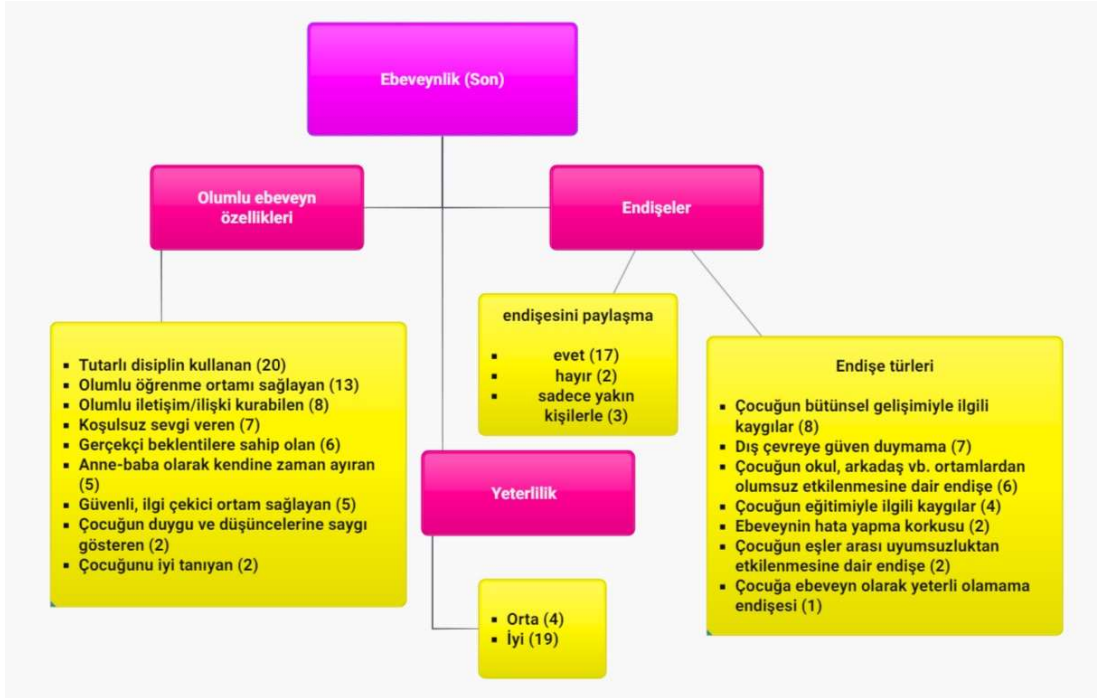 Ebeveynlik (Son)
Olumlu ebeveyn
özellikleri
Endişeler
▪ Tutarlı disiplin kullanan (20)
▪ Olumlu öğrenme ortamı sağlayan (13)
▪ Olumlu iletişim/ilişki kurabilen (8)
▪ Koşulsuz sevgi veren (7)
▪ Gerçekçi beklentilere sahip olan (6)
▪ Anne-baba olarak kendine zaman ayıran
(5)
▪ Güvenli, ilgi çekici ortam sağlayan (5)
▪ Çocuğun duygu ve düşüncelerine saygı
gösteren (2)
▪ Çocuğunu iyi tanıyan (2)
endişesini paylaşma
▪ evet (17)
▪ hayır (2)
▪ sadece yakın
kişilerle (3)
Endişe türleri
▪ Çocuğun bütünsel gelişimiyle ilgili
kaygılar (8)
▪ Dış çevreye güven duymama (7)
▪ Çocuğun okul, arkadaş vb. ortamlardan
olumsuz etkilenmesine dair endişe (6)
▪ Çocuğun eğitimiyle ilgili kaygılar (4)
▪ Ebeveynin hata yapma korkusu (2)
▪ Çocuğun eşler arası uyumsuzluktan
etkilenmesine dair endişe (2)
▪ Çocuğa ebeveyn olarak yeterli olamama
endişesi (1)
Yeterlilik
▪ Orta (4)
▪ İyi (19)